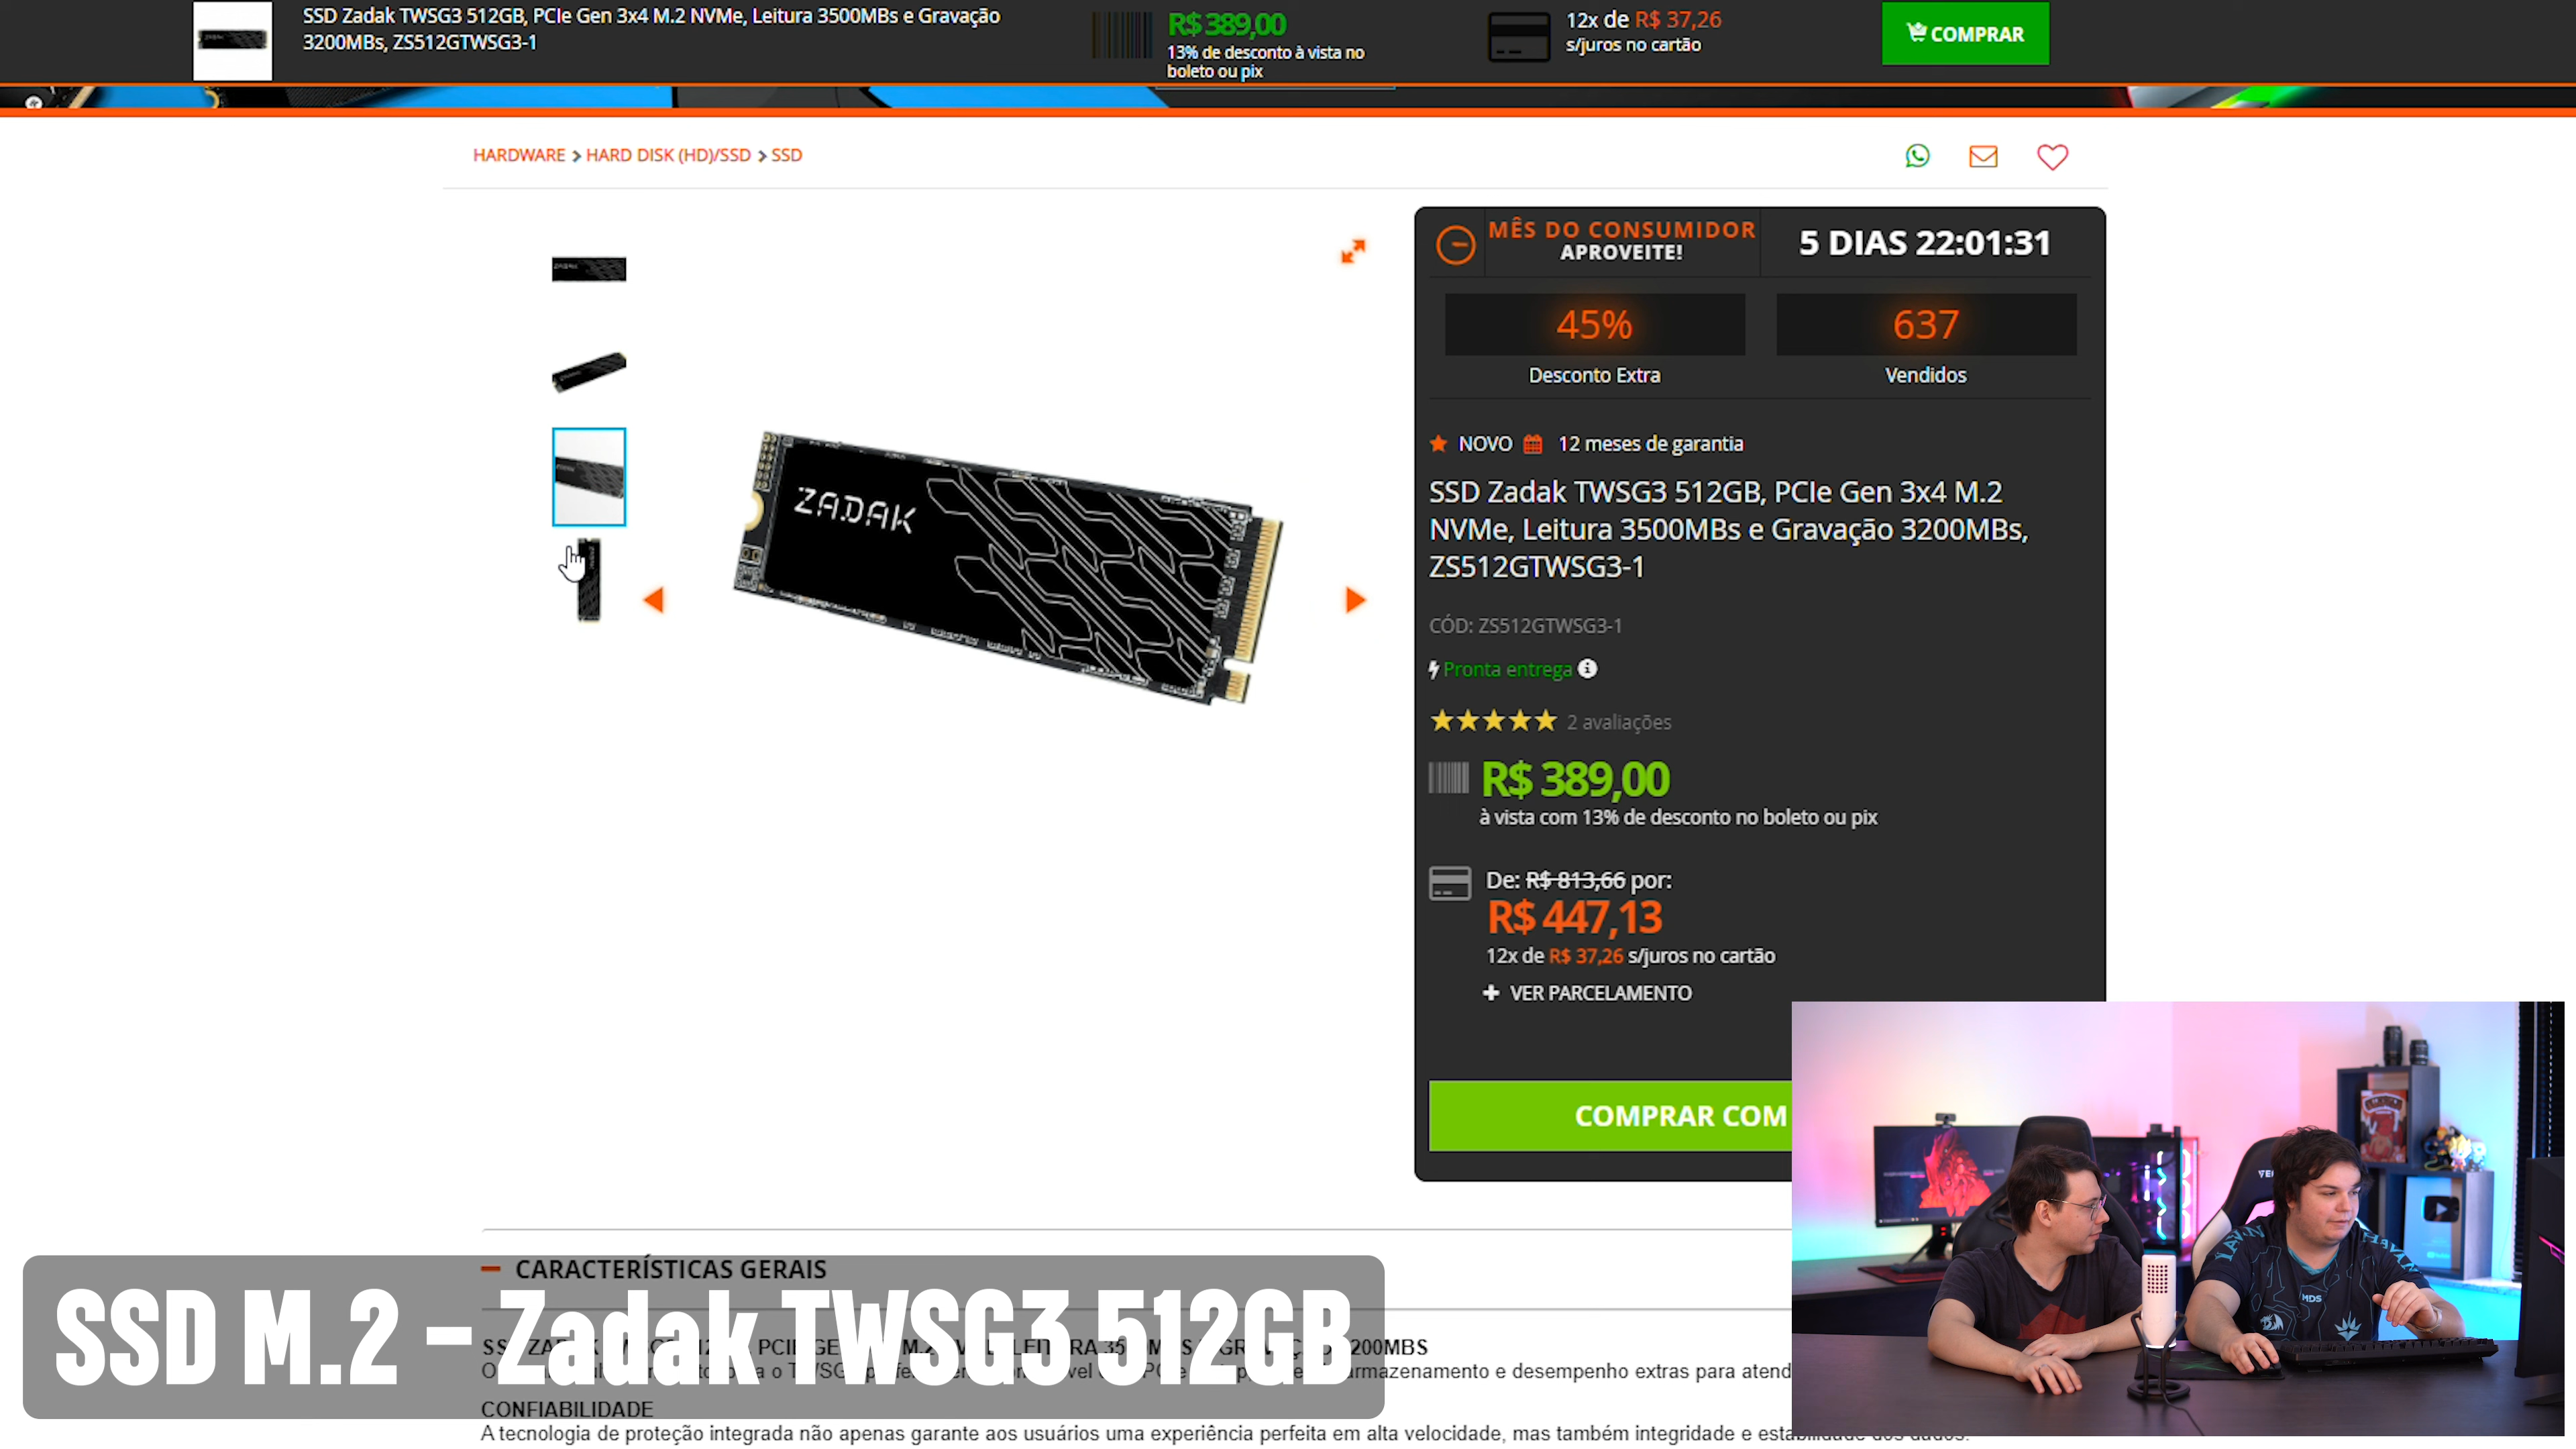 SSD Zadak TWSG3 512GB, PCIe Gen 3x4 M.2 NVMe, Leitura 3500MBs e Gravação
3200MBs, ZS512GTWSG3-1
R$ 389,00
13% de desconto à vista no
boleto ou pix
12x de R$ 37,26
s/juros no cartão
COMPRAR
HARDWARE > HARD DISK (HD)/SSD > SSD
MÊS DO CONSUMIDOR
APROVEITE!
5 DIAS 22:01:31
45%
Desconto Extra
637
Vendidos
NOVO 12 meses de garantia
SSD Zadak TWSG3 512GB, PCIe Gen 3x4 M.2
NVMe, Leitura 3500MBs e Gravação 3200MBs,
ZS512GTWSG3-1
CÓD: ZS512GTWSG3-1
Pronta entrega
2 avaliações
R$ 389,00
à vista com 13% de desconto no boleto ou pix
De: R$ 813,66 por:
R$ 447,13
12x de R$ 37,26 s/juros no cartão
+ VER PARCELAMENTO
COMPRAR COM
ZADAK
CARACTERÍSTICAS GERAIS
SSD M.2 - Zadak TWSG3 512GB
200MBS
armazenamento e desempenho extras para atend
CONFIABILIDADE
A tecnologia de proteção integrada não apenas garante aos usuários uma experiência perfeita em alta velocidade, mas também integridade e
MDS